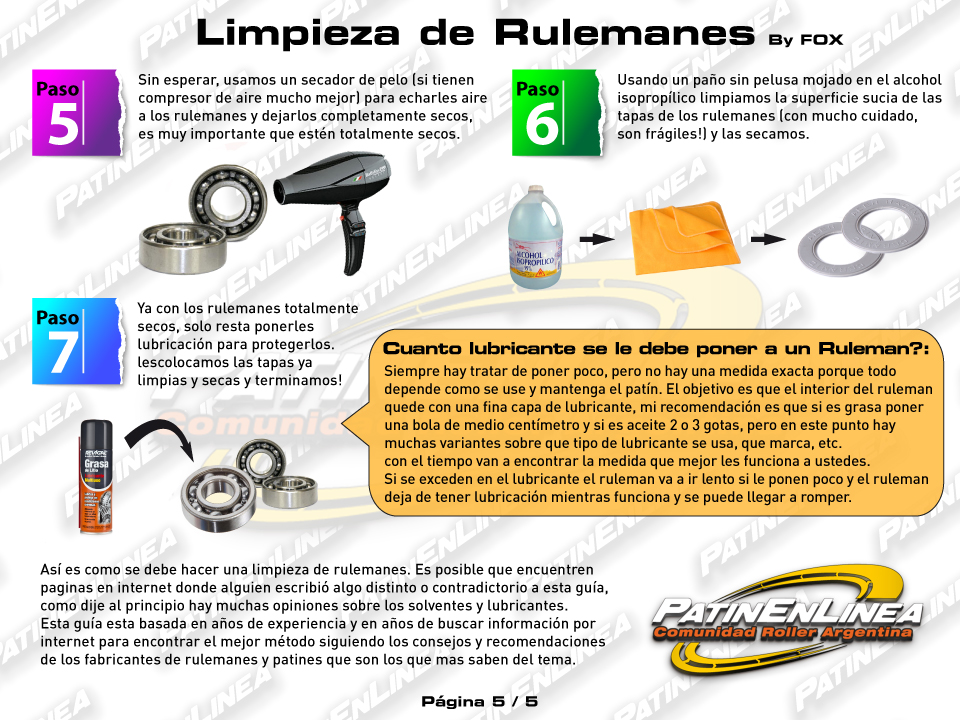 Limpieza de Rulemanes By FOX
Paso
5
Sin esperar, usamos un secador de pelo (si tienen
compresor de aire mucho mejor) para echarles aire
a los rulemanes y dejarlos completamente secos,
es muy importante que estén totalmente secos.
Paso
6
Usando un paño sin pelusa mojado en el alcohol
isopropílico limpiamos la superficie sucia de las
tapas de los rulemanes (con mucho cuidado,
son frágiles!) y las secamos.
ALCOHOL
ISOPROPILICO
Paso
7
Ya con los rulemanes totalmente
secos, solo resta ponerles
lubricación para protegerlos.
lescolocamos las tapas ya
limpias y secas y terminamos!
Grasa
de Litio
Cuanto lubricante se le debe poner a un Ruleman?:
Siempre hay tratar de poner poco, pero no hay una medida exacta porque todo
depende como se use y mantenga el patín. El objetivo es que el interior del ruleman
quede con una fina capa de lubricante, mi recomendación es que si es grasa poner
una bola de medio centímetro y si es aceite 2 o 3 gotas, pero en este punto hay
muchas variantes sobre que tipo de lubricante se usa, que marca, etc.
con el tiempo van a encontrar la medida que mejor les funciona a ustedes.
Si se exceden en el lubricante el ruleman va a ir lento si le ponen poco y el ruleman
deja de tener lubricación mientras funciona y se puede llegar a romper.
Así es como se debe hacer una limpieza de rulemanes. Es posible que encuentren
paginas en internet donde alguien escribió algo distinto o contradictorio a esta guía,
como dije al principio hay muchas opiniones sobre los solventes y lubricantes.
Esta guía esta basada en años de experiencia y en años de buscar información por
internet para encontrar el mejor método siguiendo los consejos y recomendaciones
de los fabricantes de rulemanes y patines que son los que mas saben del tema.
PATINENLINEA
Comunidad Roller Argentina
Página 5 / 5